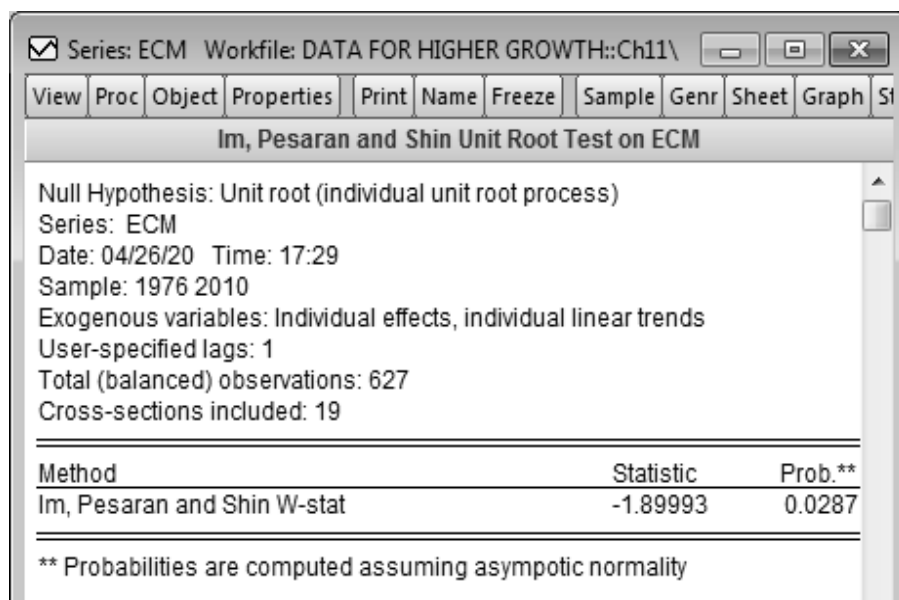 Series: ECM Workfile: DATA FOR HIGHER GROWTH::Ch11\
View Proc Object Properties Print Name Freeze Sample Genr Sheet Graph St
Im, Pesaran and Shin Unit Root Test on ECM
Null Hypothesis: Unit root (individual unit root process)
Series: ECM
Date: 04/26/20 Time: 17:29
Sample: 1976 2010
Exogenous variables: Individual effects, individual linear trends
User-specified lags: 1
Total (balanced) observations: 627
Cross-sections included: 19
Method Statistic Prob.**
Im, Pesaran and Shin W-stat -1.89993 0.0287
** Probabilities are computed assuming asympotic normality